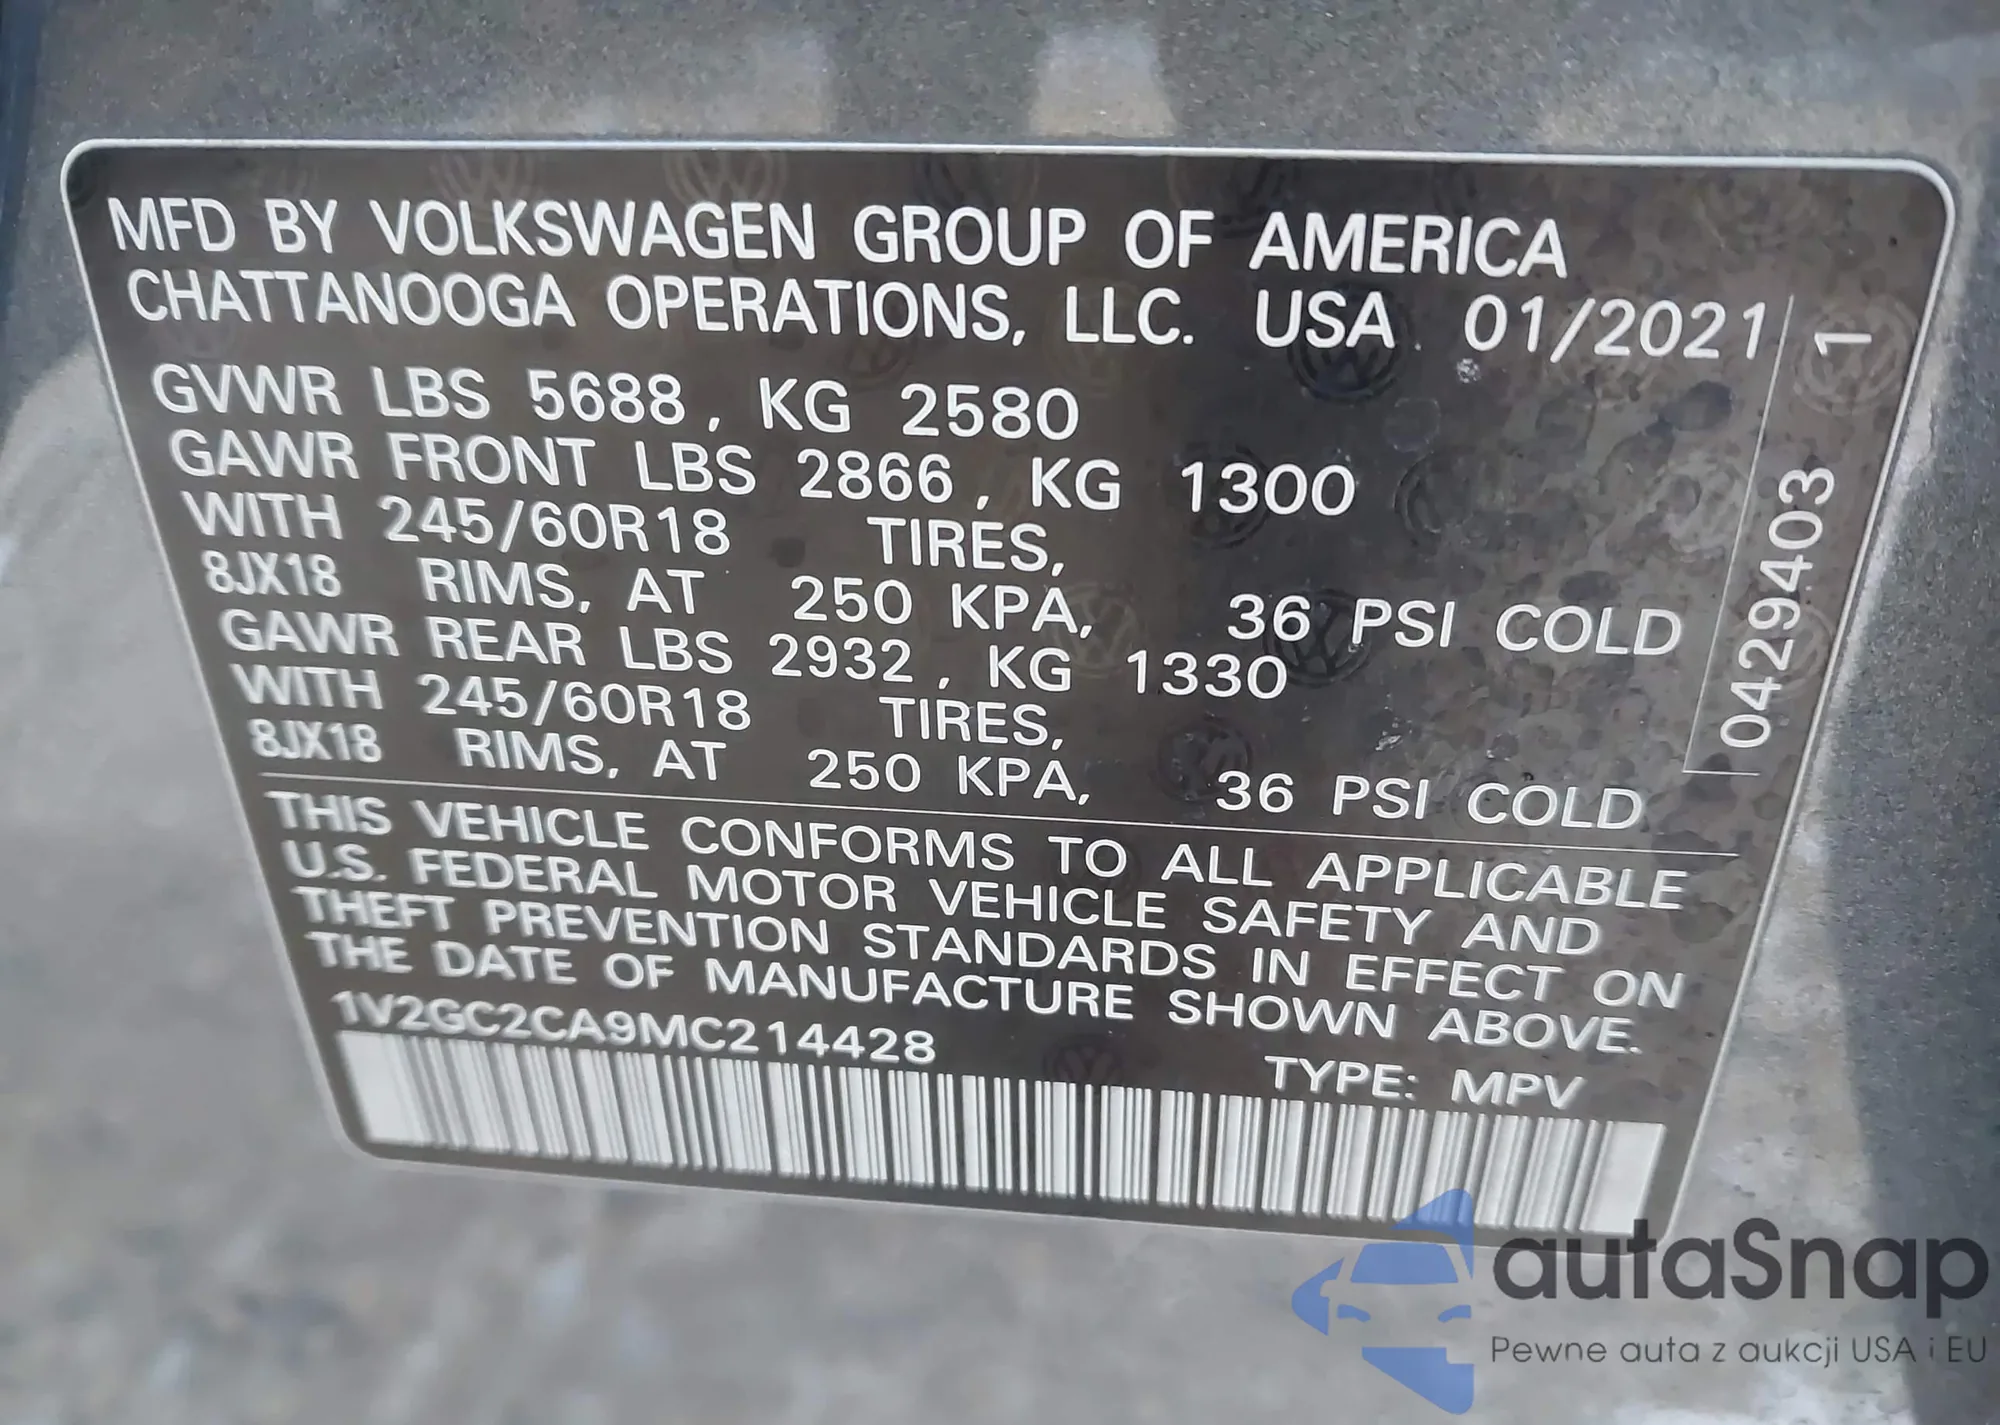 MFD BY VOLKSWAGEN GROUP OF AMERICA
CHATTANOOGA OPERATIONS, LLC. USA 01/2021
GVWR LBS 5688, KG 2580
GAWR FRONT LBS 2866, KG 1300
WITH 245/60R18 TIRES,
8JX18 RIMS, AT 250 KPA, 36 PSI COLD
GAWR REAR LBS 2932, KG 1330
WITH 245/60R18 TIRES,
8JX18 RIMS, AT 250 KPA, 36 PSI COLD
0429403 1
THIS VEHICLE CONFORMS TO ALL APPLICABLE
U.S. FEDERAL MOTOR VEHICLE SAFETY AND
THEFT PREVENTION STANDARDS IN EFFECT ON
THE DATE OF MANUFACTURE SHOWN ABOVE.
1V2GC2CA9MC214428
TYPE: MPV
autaSnap
Pewne auta z aukcji USA i EU